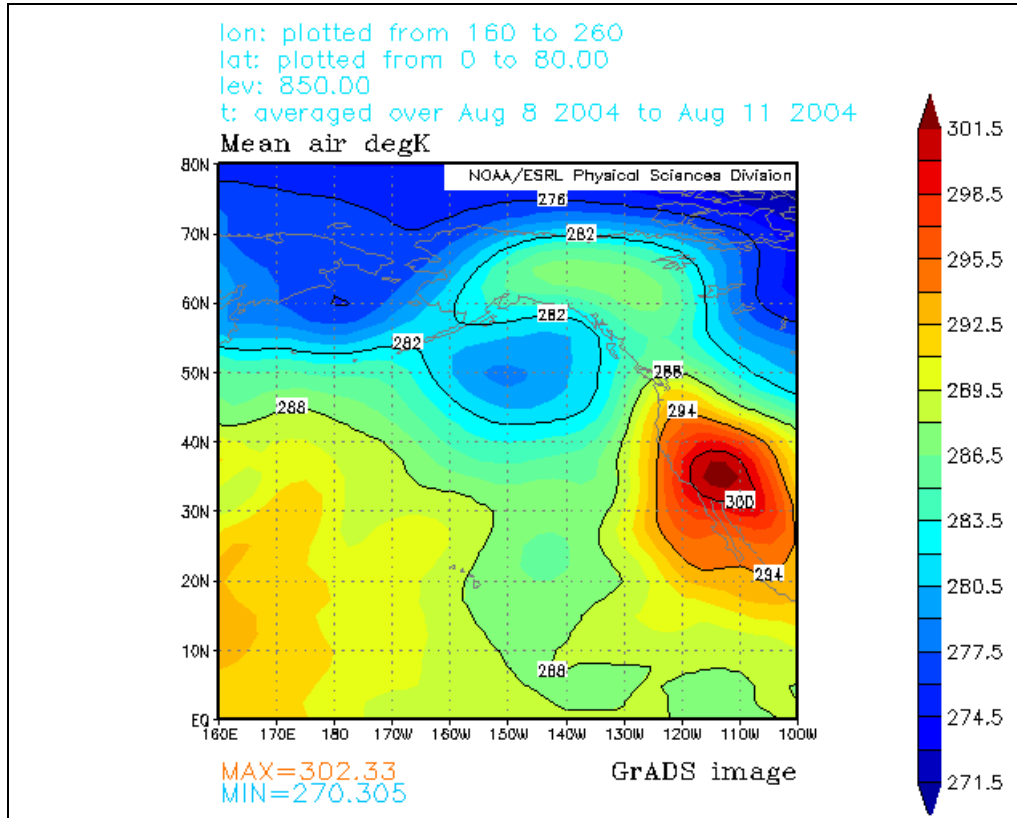 lon: plotted from 160 to 260
lat: plotted from 0 to 80.00
lev: 850.00
t: averaged over Aug 8 2004 to Aug 11 2004
Mean air degK
NOAA/ESRL Physical Sciences Division
80N
70N
60N
50N
40N
30N
20N
10N
EQ
276
282
282
282
288
288
294
300
294
288
160E 170E 180 170W 160W 150W 140W 130W 120W 110W 100W
301.5
298.5
295.5
292.5
289.5
286.5
283.5
280.5
277.5
274.5
271.5
MAX=302.33
MIN=270.305
GrADS image